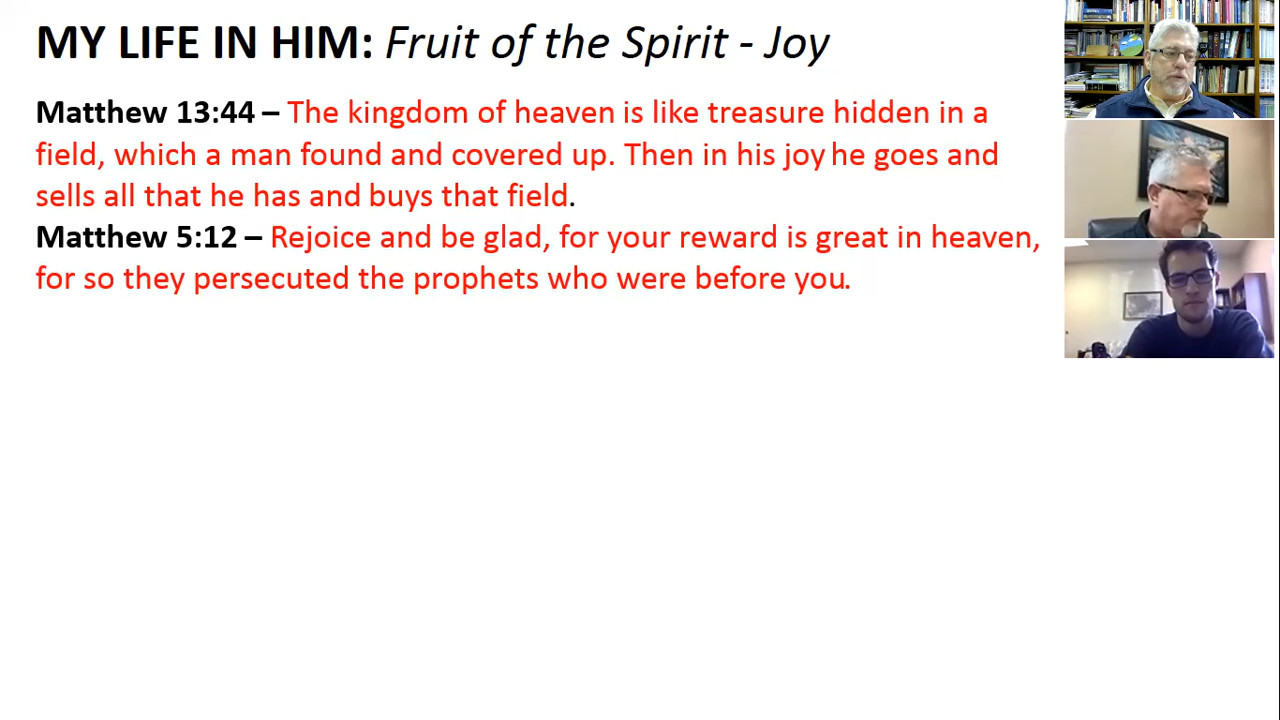 MY LIFE IN HIM: Fruit of the Spirit - Joy
Matthew 13:44 – The kingdom of heaven is like treasure hidden in a
field, which a man found and covered up. Then in his joy he goes and
sells all that he has and buys that field.
Matthew 5:12 – Rejoice and be glad, for your reward is great in heaven,
for so they persecuted the prophets who were before you.